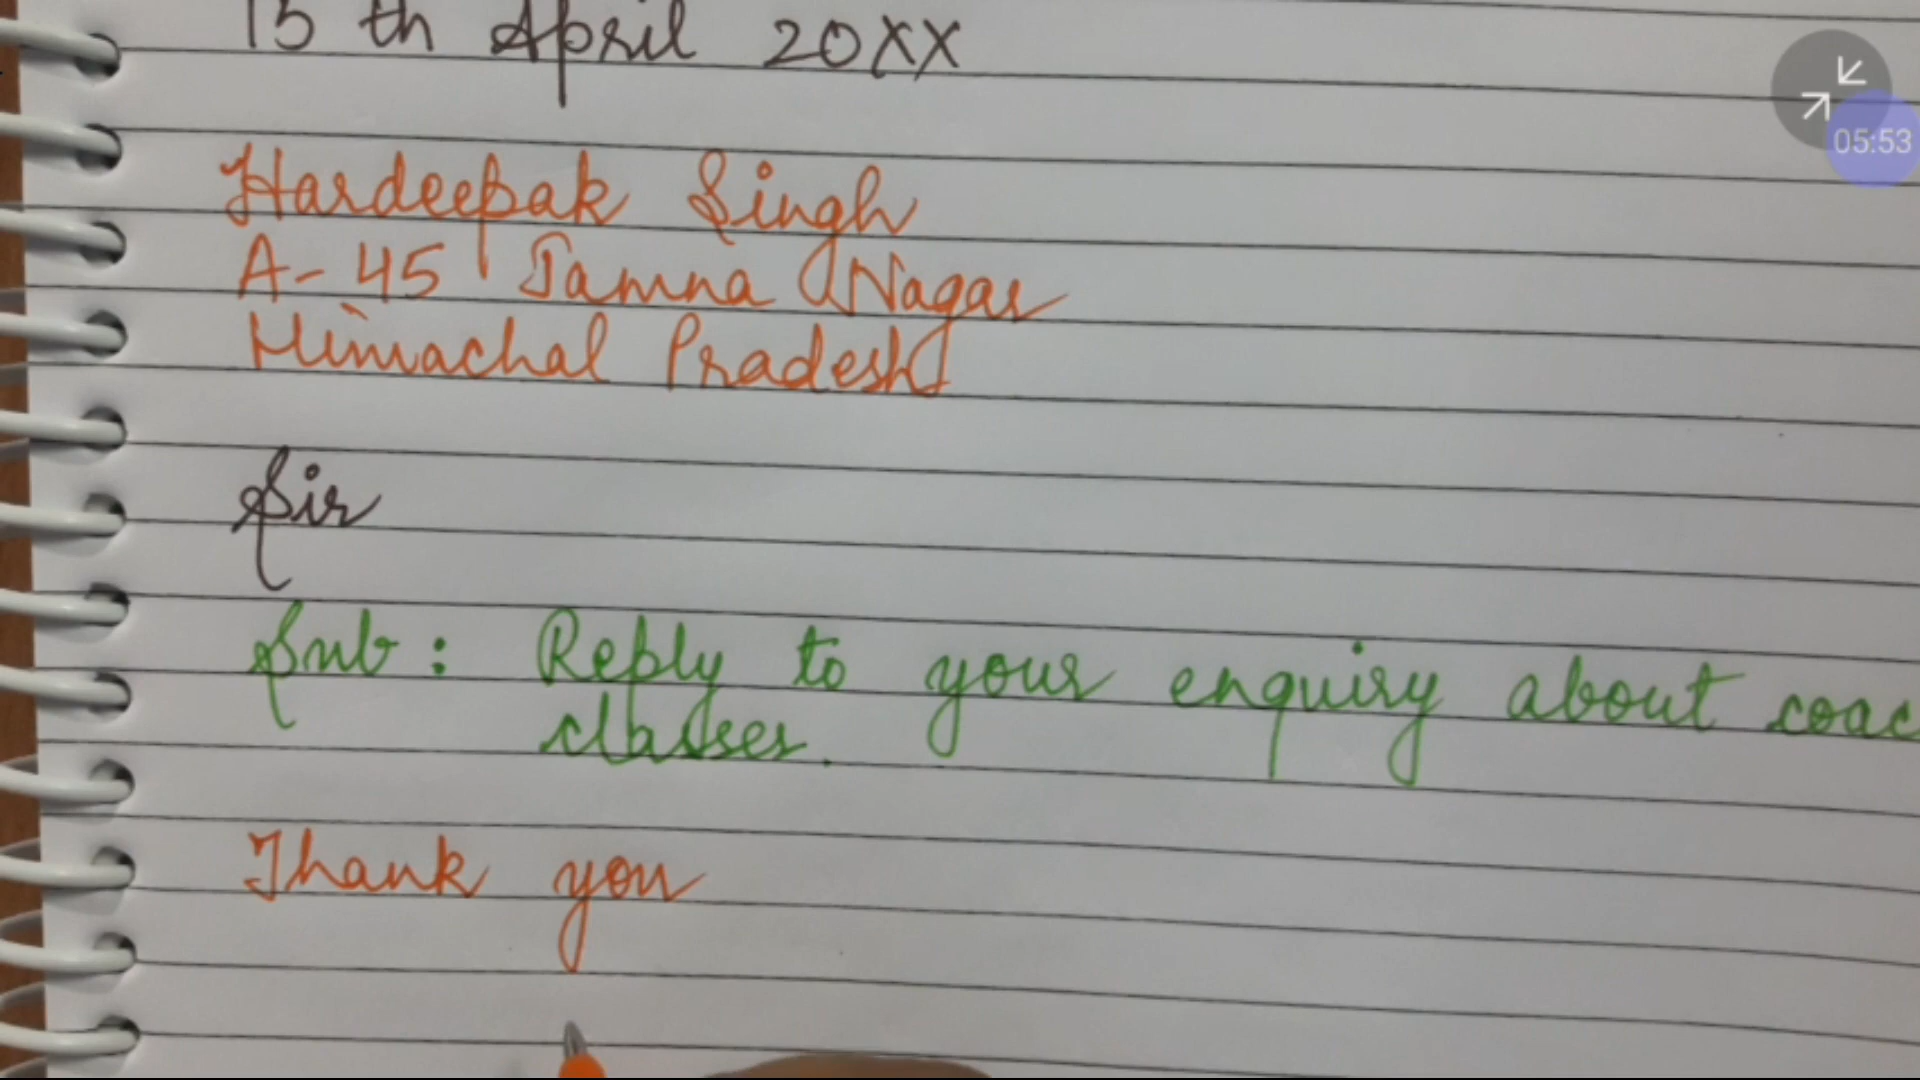 15 th April 20XX
05:53
Hardeepak Singh
A-45 Jamna Nagar
Himachal Pradesh
Sir
Sub: Reply to your enquiry about coac
classes.
Thank you